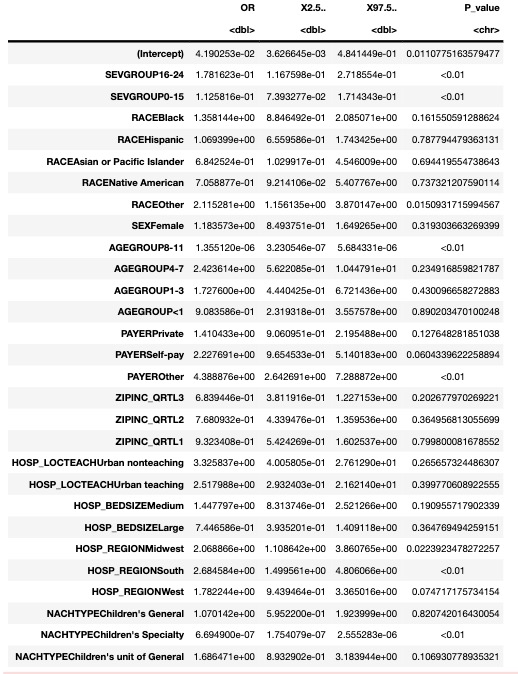 OR X2.5.. X97.5.. P_value
<dbl> <dbl> <dbl> <chr>
(Intercept) 4.190253e-02 3.626645e-03 4.841449e-01 0.0110775163579477
SEVGROUP16-24 1.781623e-01 1.167598e-01 2.718554e-01 <0.01
SEVGROUP0-15 1.125816e-01 7.393277e-02 1.714343e-01 <0.01
RACEBlack 1.358144e+00 8.846492e-01 2.085071e+00 0.161550591288624
RACEHispanic 1.069399e+00 6.559586e-01 1.743425e+00 0.787794479363131
RACEAsian or Pacific Islander 6.842524e-01 1.029917e-01 4.546009e+00 0.694419554738643
RACENative American 7.058877e-01 9.214106e-02 5.407767e+00 0.737321207590114
RACEOther 2.115281e+00 1.156135e+00 3.870147e+00 0.0150931715994567
SEXFemale 1.183573e+00 8.493751e-01 1.649265e+00 0.319303663269399
AGEGROUP8-11 1.355120e-06 3.230546e-07 5.684331e-06 <0.01
AGEGROUP4-7 2.423614e+00 5.622085e-01 1.044791e+01 0.234916859821787
AGEGROUP1-3 1.727600e+00 4.440425e-01 6.721436e+00 0.430096658272883
AGEGROUP<1 9.083586e-01 2.319318e-01 3.557578e+00 0.890203470100248
PAYERPrivate 1.410433e+00 9.060951e-01 2.195488e+00 0.127648281851038
PAYERSelf-pay 2.227691e+00 9.654533e-01 5.140183e+00 0.0604339622258894
PAYEROther 4.388876e+00 2.642691e+00 7.288872e+00 <0.01
ZIPINC_QRTL3 6.839446e-01 3.811916e-01 1.227153e+00 0.202677970269221
ZIPINC_QRTL2 7.680932e-01 4.339476e-01 1.359536e+00 0.364956813055699
ZIPINC_QRTL1 9.323408e-01 5.424269e-01 1.602537e+00 0.799800081678552
HOSP_LOCTEACHUrban nonteaching 3.325837e+00 4.005805e-01 2.761290e+01 0.265657324486307
HOSP_LOCTEACHUrban teaching 2.517988e+00 2.932403e-01 2.162140e+01 0.399770608922555
HOSP_BEDSIZEMedium 1.447797e+00 8.313746e-01 2.521266e+00 0.190955717902339
HOSP_BEDSIZELarge 7.446586e-01 3.935201e-01 1.409118e+00 0.364769494259151
HOSP_REGIONMidwest 2.068866e+00 1.108642e+00 3.860765e+00 0.0223923478272257
HOSP_REGIONSouth 2.684584e+00 1.499561e+00 4.806066e+00 <0.01
HOSP_REGIONWest 1.782244e+00 9.439464e-01 3.365016e+00 0.074717175734154
NACHTYPEChildren's General 1.070142e+00 5.952200e-01 1.923999e+00 0.820742016430054
NACHTYPEChildren's Specialty 6.694900e-07 1.754079e-07 2.555283e-06 <0.01
NACHTYPEChildren's unit of General 1.686471e+00 8.932902e-01 3.183944e+00 0.106930778935321